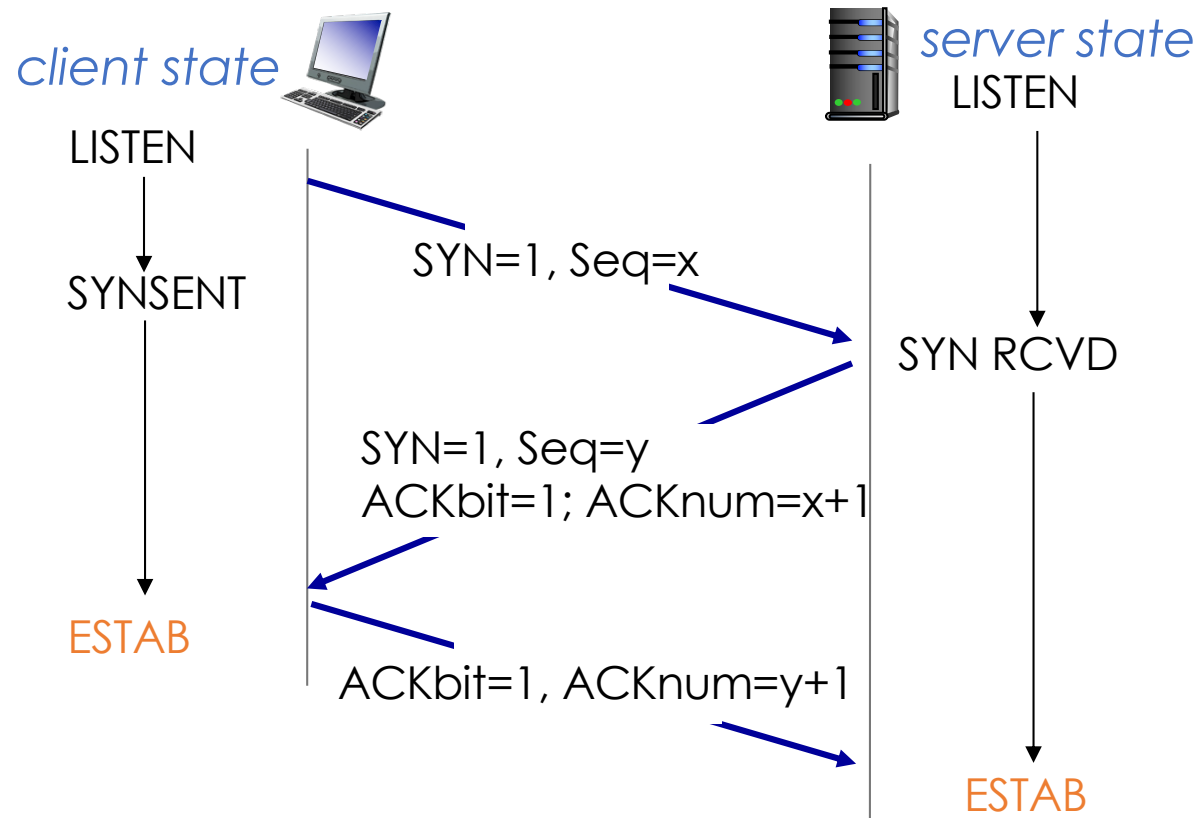 client state
server state
LISTEN
LISTEN
SYN=1, Seq=x
SYNSENT
SYN RCVD
SYN=1, Seq=y
ACKbit=1; ACKnum=x+1
ESTAB
ACKbit=1, ACKnum=y+1
ESTAB